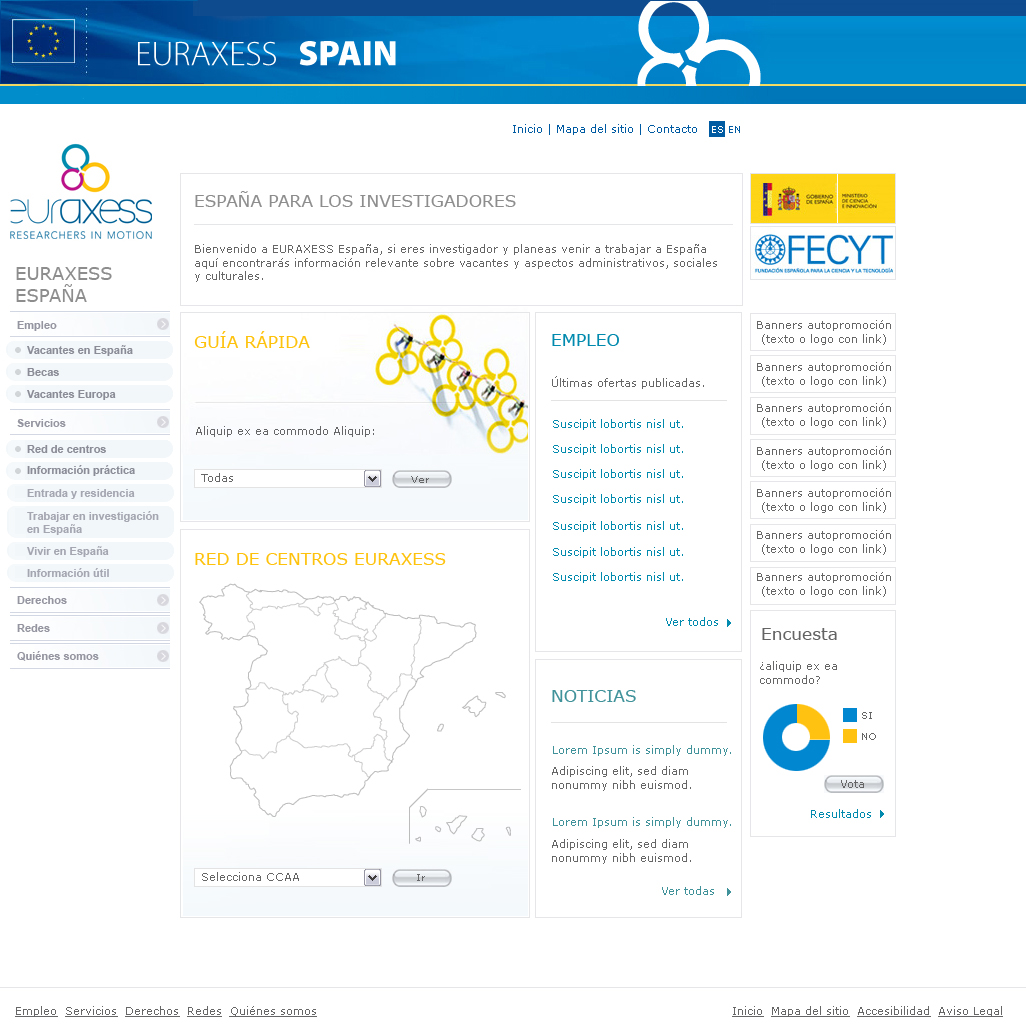 EURAXESS SPAIN
Inicio | Mapa del sitio | Contacto ES EN
euraxess
RESEARCHERS IN MOTION
EURAXESS
ESPAÑA
Empleo
Vacantes en España
Becas
Vacantes Europa
Servicios
Red de centros
Información práctica
Entrada y residencia
Trabajar en investigación
en España
Vivir en España
Información útil
Derechos
Redes
Quiénes somos
ESPAÑA PARA LOS INVESTIGADORES
Bienvenido a EURAXESS España, si eres investigador y planeas venir a trabajar a España
aquí encontrarás información relevante sobre vacantes y aspectos administrativos, sociales
y culturales.
GUÍA RÁPIDA
Aliquip ex ea commodo Aliquip:
Todas
Ver
RED DE CENTROS EURAXESS
Selecciona CCAA
Ir
EMPLEO
Últimas ofertas publicadas.
Suscipit lobortis nisl ut.
Suscipit lobortis nisl ut.
Suscipit lobortis nisl ut.
Suscipit lobortis nisl ut.
Suscipit lobortis nisl ut.
Suscipit lobortis nisl ut.
Suscipit lobortis nisl ut.
Ver todos
NOTICIAS
Lorem Ipsum is simply dummy.
Adipiscing elit, sed diam
nonummy nibh euismod.
Lorem Ipsum is simply dummy.
Adipiscing elit, sed diam
nonummy nibh euismod.
Ver todas
GOBIERNO
DE ESPAÑA
MINISTERIO
DE CIENCIA
E INNOVACIÓN
FECYT
FUNDACIÓN ESPAÑOLA PARA LA CIENCIA Y LA TECNOLOGÍA
Banners autopromoción
(texto o logo con link)
Banners autopromoción
(texto o logo con link)
Banners autopromoción
(texto o logo con link)
Banners autopromoción
(texto o logo con link)
Banners autopromoción
(texto o logo con link)
Banners autopromoción
(texto o logo con link)
Banners autopromoción
(texto o logo con link)
Encuesta
¿aliquip ex ea
commodo?
SI
NO
Vota
Resultados
Empleo Servicios Derechos Redes Quiénes somos
Inicio Mapa del sitio Accesibilidad Aviso Legal